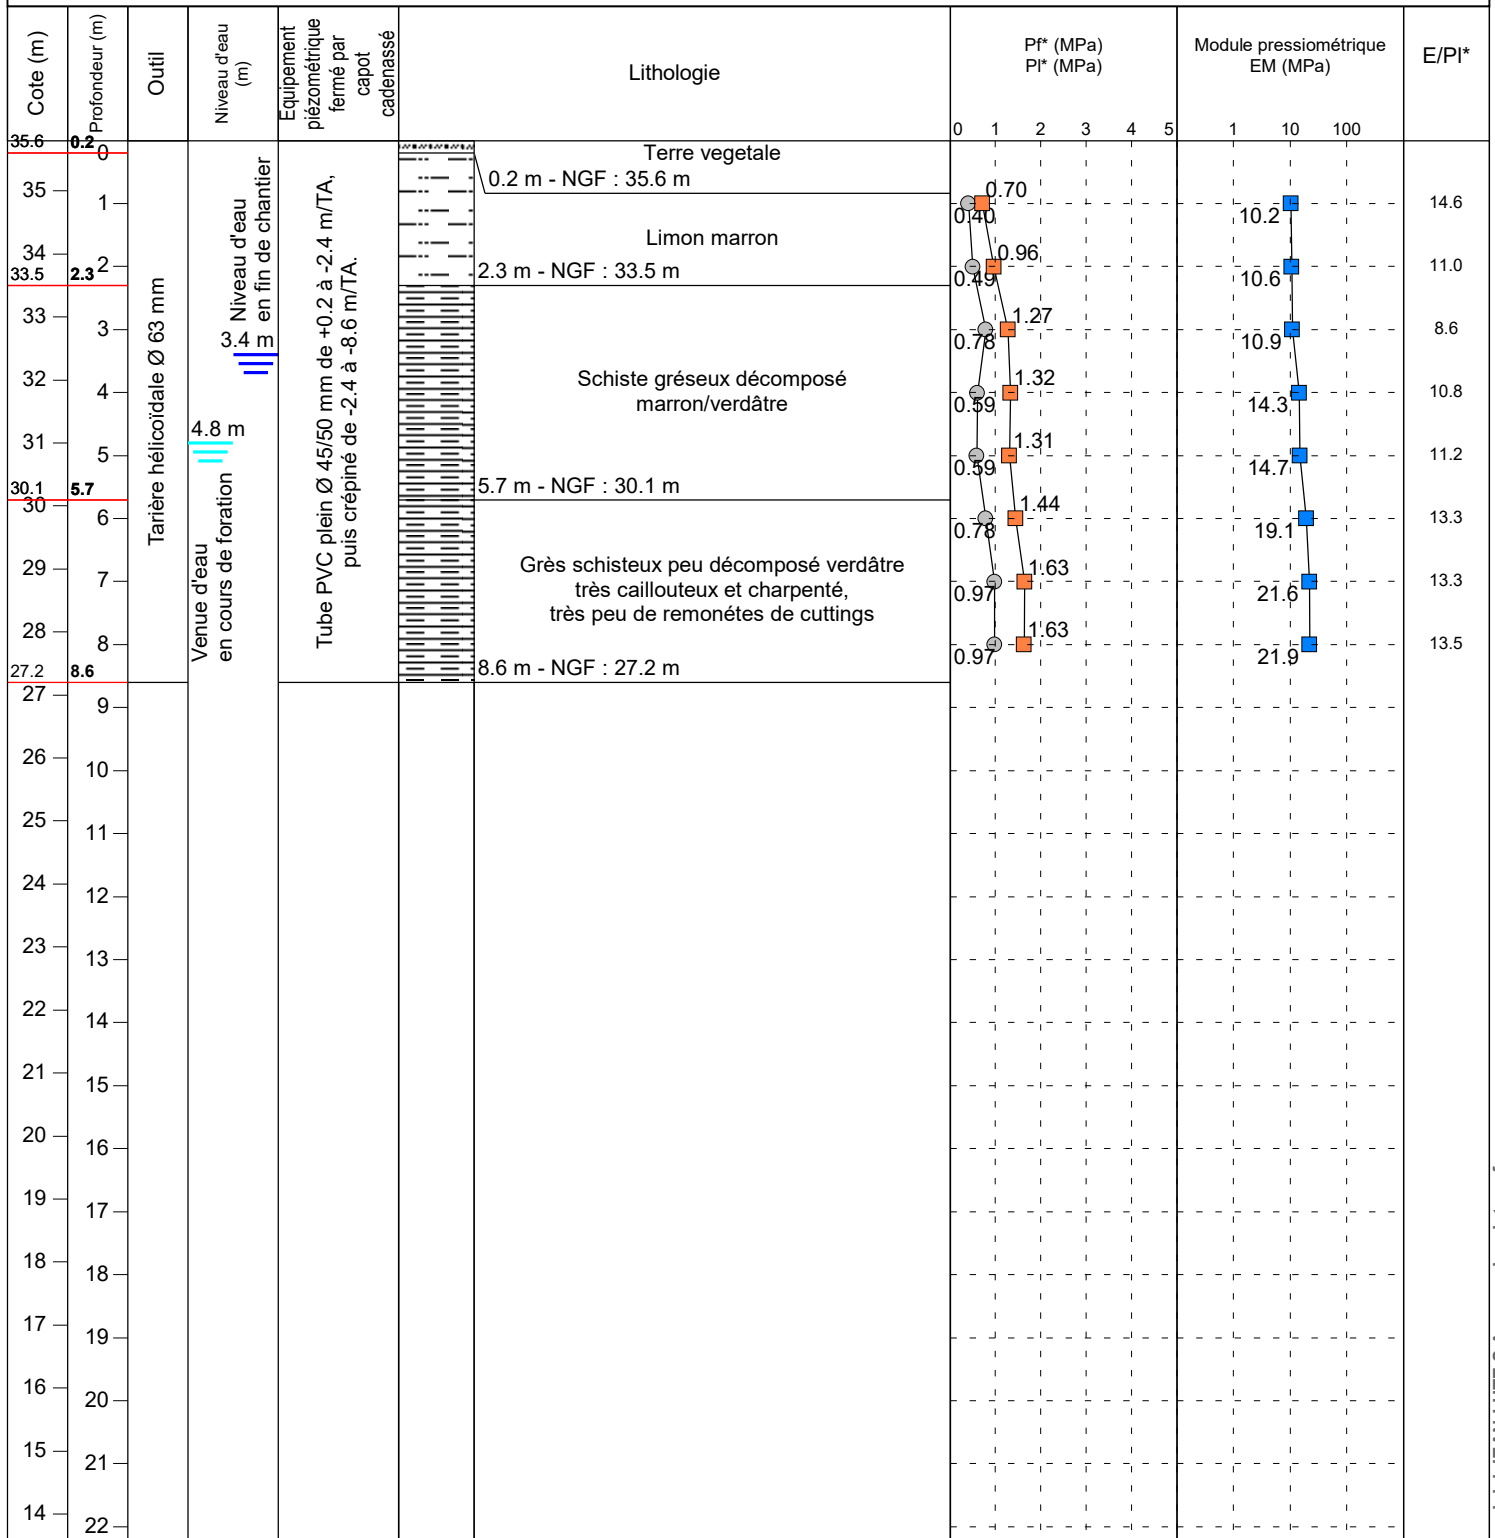 Cote (m)
Profondeur (m)
Outil
Niveau d'eau
(m)
Equipement
piézométrique
fermé par
capot
cadenassé
Lithologie
Pf* (MPa)
Pl* (MPa)
0 1 2 3 4 5
Module pressiométrique
EM (MPa)
1 10 100
E/Pl*
35.6 0.2
0
35
1
34
33.5 2.3
2
33
3
32
4
31
5
30.1 5.7
30
6
29
7
28
8
27.2 8.6
27
9
26
10
25
11
24
12
23
13
22
14
21
15
20
16
19
17
18
18
17
19
16
20
15
21
14
22
Tarière hélicoïdale Ø 63 mm
Niveau d'eau
en fin de chantier
3.4 m
4.8 m
Venue d'eau
en cours de foration
Tube PVC plein Ø 45/50 mm de +0.2 à -2.4 m/TA,
puis crépiné de -2.4 à -8.6 m/TA.
Terre vegetale
0.2 m - NGF : 35.6 m
Limon marron
2.3 m - NGF : 33.5 m
Schiste gréseux décomposé
marron/verdâtre
5.7 m - NGF : 30.1 m
Grès schisteux peu décomposé verdâtre
très caillouteux et charpenté,
très peu de remonétes de cuttings
8.6 m - NGF : 27.2 m
0.70
0.40
10.2
14.6
0.96
0.49
10.6
11.0
1.27
0.78
10.9
8.6
1.32
0.59
14.3
10.8
1.31
0.59
14.7
11.2
1.44
0.78
19.1
13.3
1.63
0.97
21.6
13.3
1.63
0.97
21.9
13.5